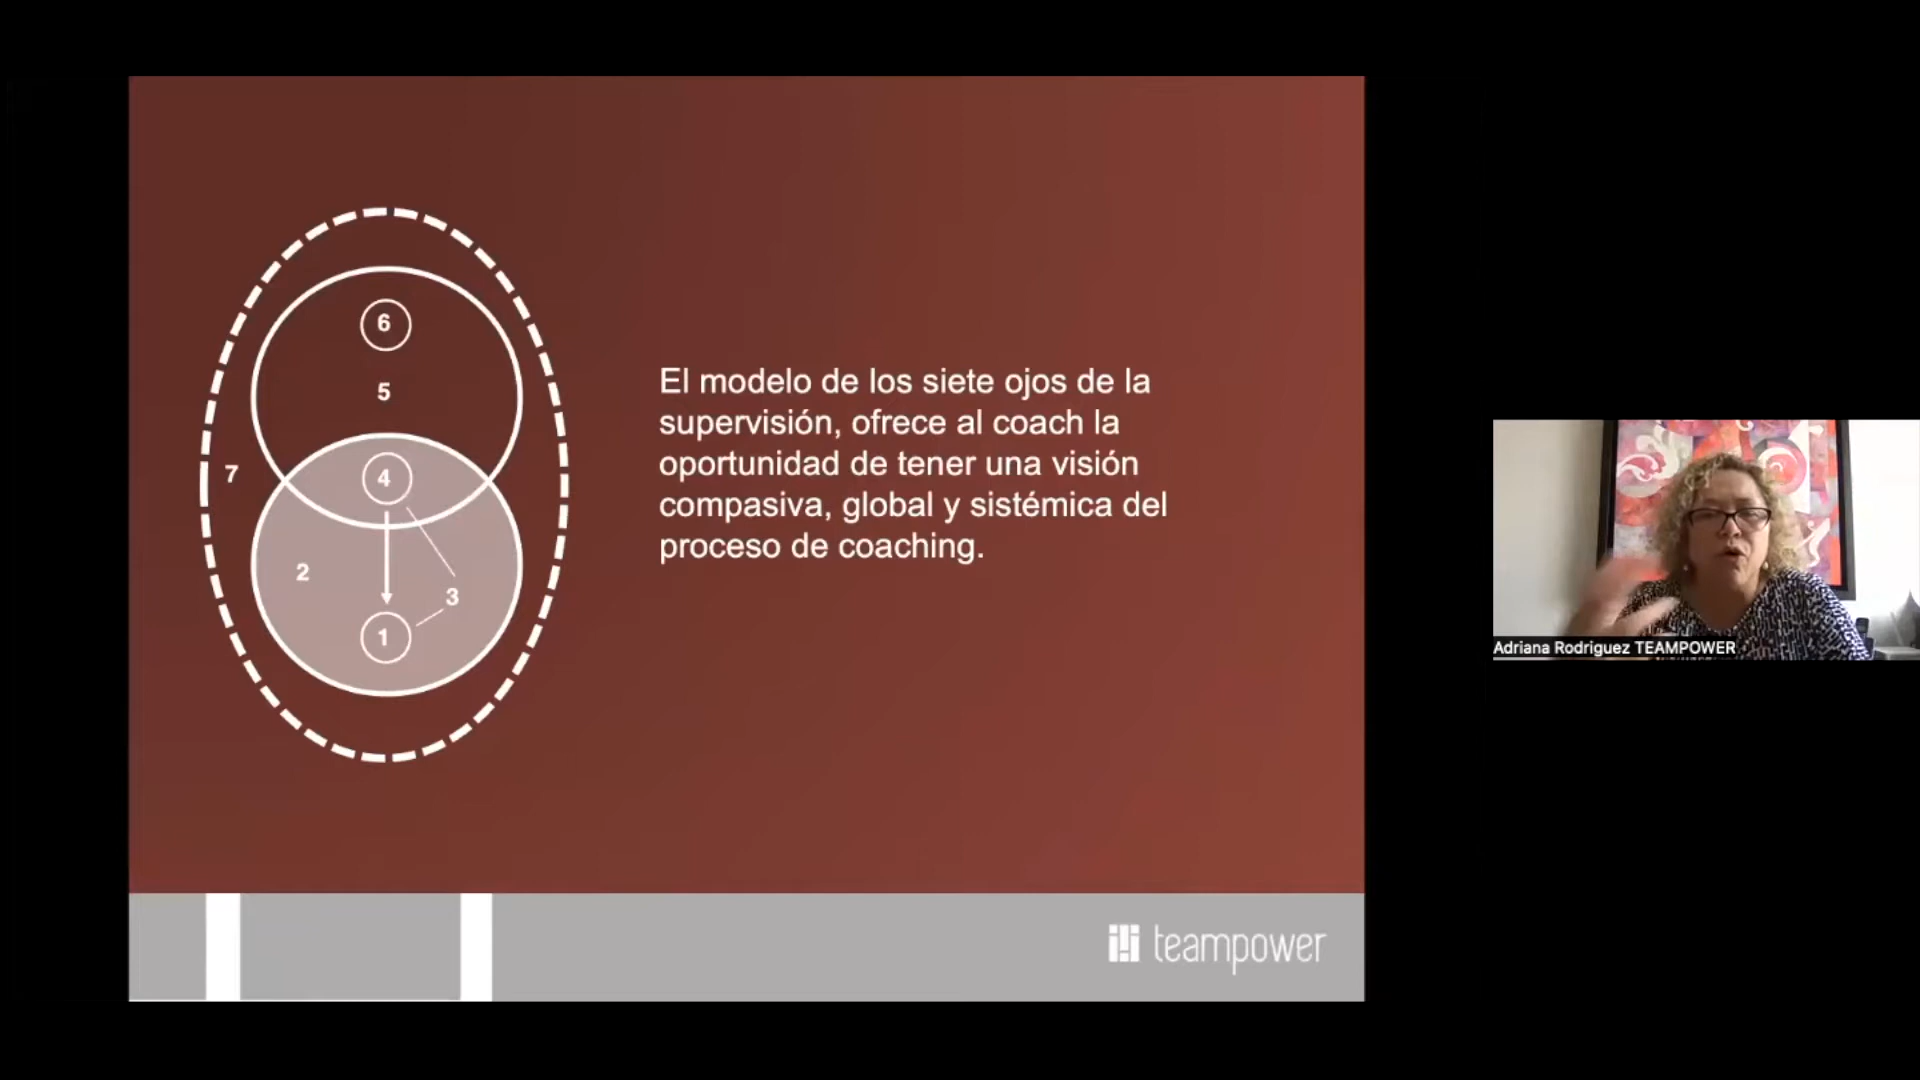 6
5
4
7
2
3
1
El modelo de los siete ojos de la
supervisión, ofrece al coach la
oportunidad de tener una visión
compasiva, global y sistémica del
proceso de coaching.
Adriana Rodriguez TEAMPOWER
teampower